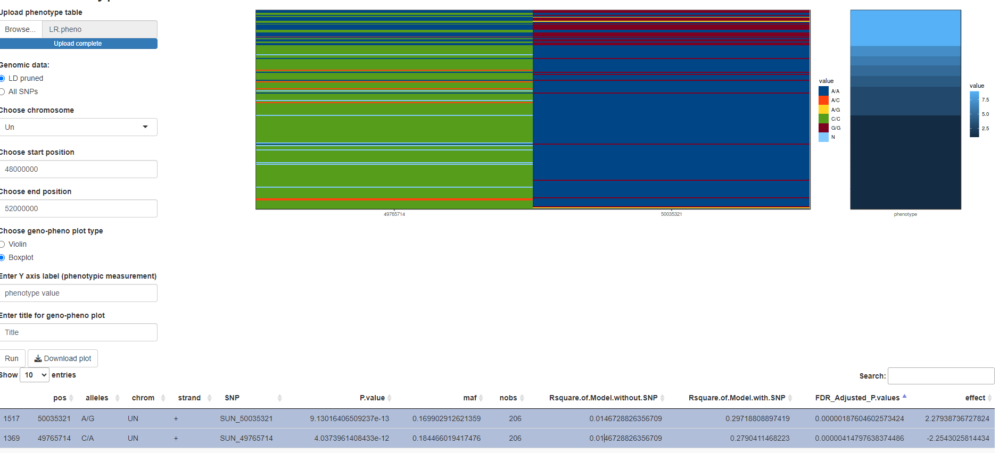 Upload phenotype table
Browse...
LR.pheno
Upload complete
Genomic data:
LD pruned
All SNPs
Choose chromosome
Un
Choose start position
48000000
Choose end position
52000000
Choose geno-pheno plot type
Violin
Boxplot
Enter Y axis label (phenotypic measurement)
phenotype value
Enter title for geno-pheno plot
Title
Run
Download plot
49765714
50035321
value
A/A
A/C
A/G
C/C
G/G
N
phenotype
value
7.5
5.0
2.5
Show 10 entries
Search:
pos alleles chrom strand SNP P.value maf nobs Rsquare.of.Model.without.SNP Rsquare.of.Model.with.SNP FDR_Adjusted_P.values effect
1517 50035321 A/G UN + SUN_50035321 9.13016406509237e-13 0.169902912621359 206 0.0146728826356709 0.29718808897419 0.00000187604602573424 2.27938736727824
1369 49765714 C/A UN + SUN_49765714 4.0373961408433e-12 0.184466019417476 206 0.0146728826356709 0.2790411468223 0.00000414797638374486 -2.2543025814434